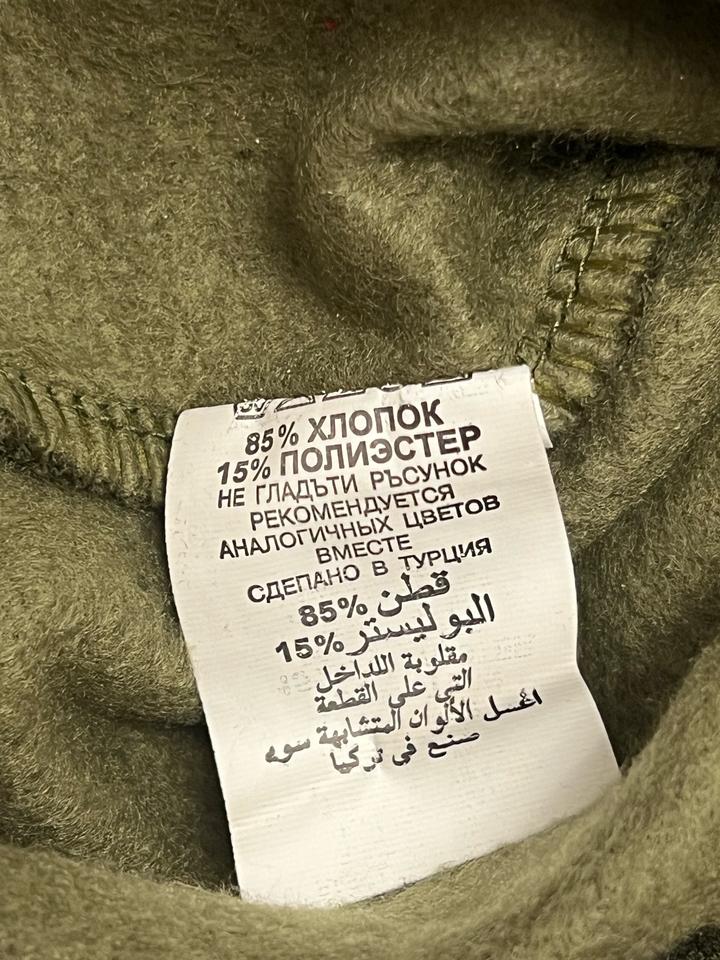 85% ХЛОПОК
15% ПОЛИЭСТЕР
НЕ ГЛАДЪТИ РЪСУНОК
РЕКОМЕНДУЕТСЯ
АНАЛОГИЧНЫХ ЦВЕТОВ
ВМЕСТЕ
СДЕПАНО В ТУРЦИЯ
85% قطن
15% البوليستر
مقلوبة اللداخل
التي على القطعة
اغسل الألوان المتشابهة سوه
صنع في تركيا